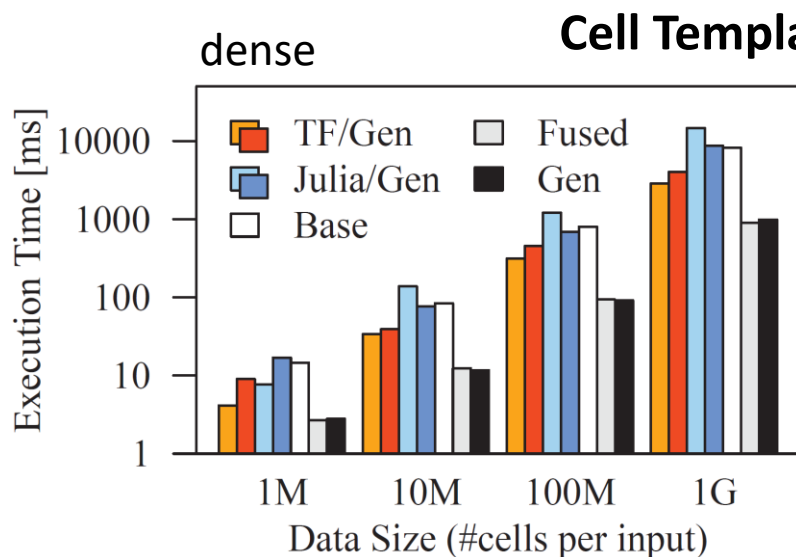 dense
Cell Templa
Execution Time [ms]
10000
1000
100
10
1
TF/Gen
Julia/Gen
Base
Fused
Gen
1M 10M 100M 1G
Data Size (#cells per input)